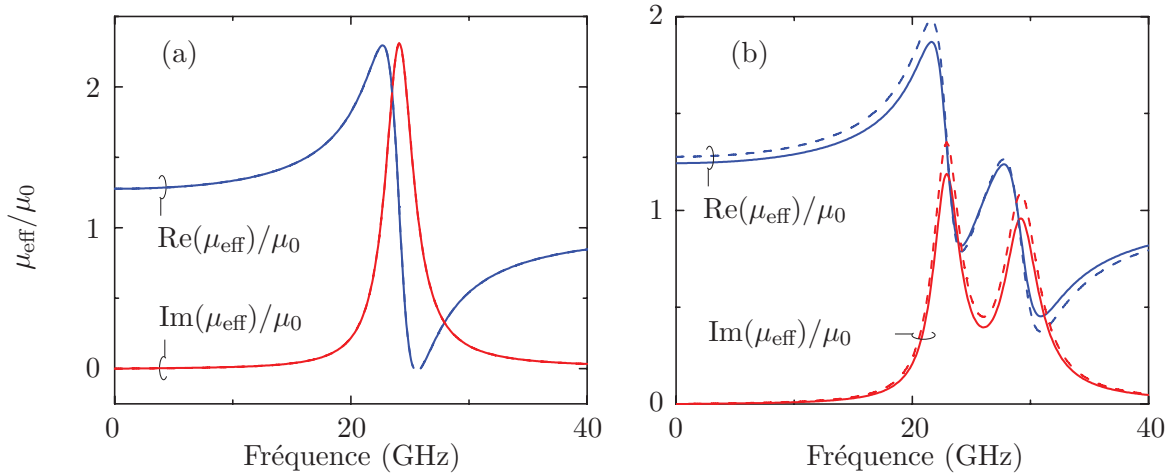 (a)
2
1
0
μeff/μ0
Re(μeff)/μ0
Im(μeff)/μ0
0
20
40
Fréquence (GHz)
(b)
2
1
0
Re(μeff)/μ0
Im(μeff)/μ0
0
20
40
Fréquence (GHz)